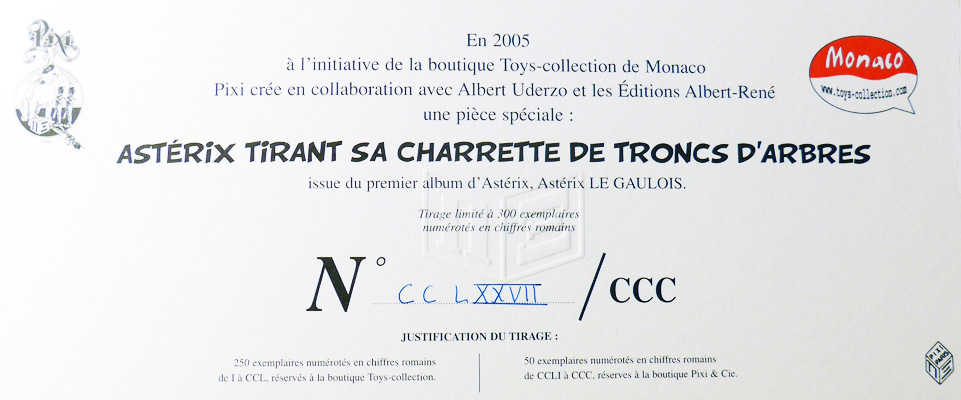 Pixi
En 2005
à l'initiative de la boutique Toys-collection de Monaco
Pixi crée en collaboration avec Albert Uderzo et les Éditions Albert-René
une pièce spéciale :
Monaco
www.toys-collection.com
ASTÉRIX TIRANT SA CHARRETTE DE TRONCS D'ARBRES
issue du premier album d'Astérix, Astérix LE GAULOIS.
Tirage limité à 300 exemplaires
numérotés en chiffres romains
N° CCLXXVII / CCC
JUSTIFICATION DU TIRAGE :
250 exemplaires numérotés en chiffres romains
de I à CCL, réservés à la boutique Toys-collection.
50 exemplaires numérotés en chiffres romains
de CCLI à CCC, réserves à la boutique Pixi & Cie.
PIXI
PARIS